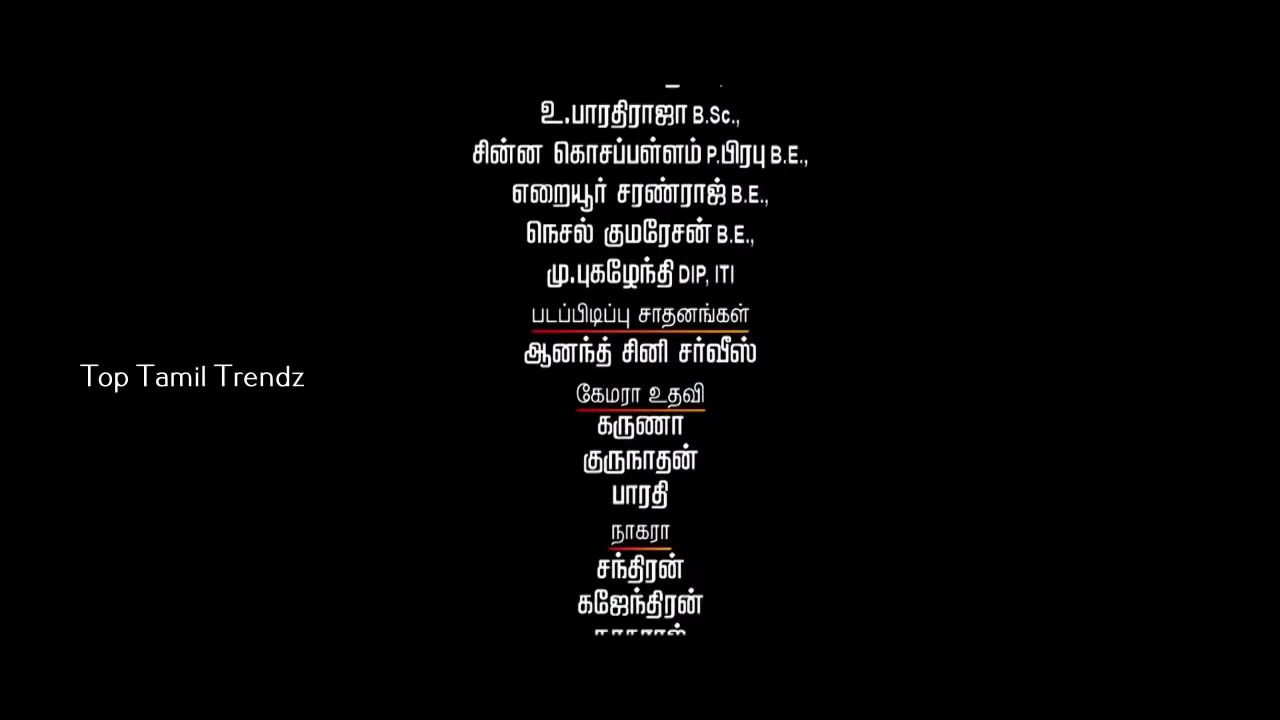 உ.பாரதிராஜா B.Sc.,
சின்ன கொசப்பள்ளம் P.பிரபு B.E.,
எறையூர் சரண்ராஜ் B.E.,
நெசல் குமரேசன் B.E.,
மு.புகழேந்தி DIP, ITI
படப்பிடிப்பு சாதனங்கள்
ஆனந்த் சினி சர்வீஸ்
Top Tamil Trendz
கேமரா உதவி
கருணா
குருநாதன்
பாரதி
நாகரா
சந்திரன்
கஜேந்திரன்